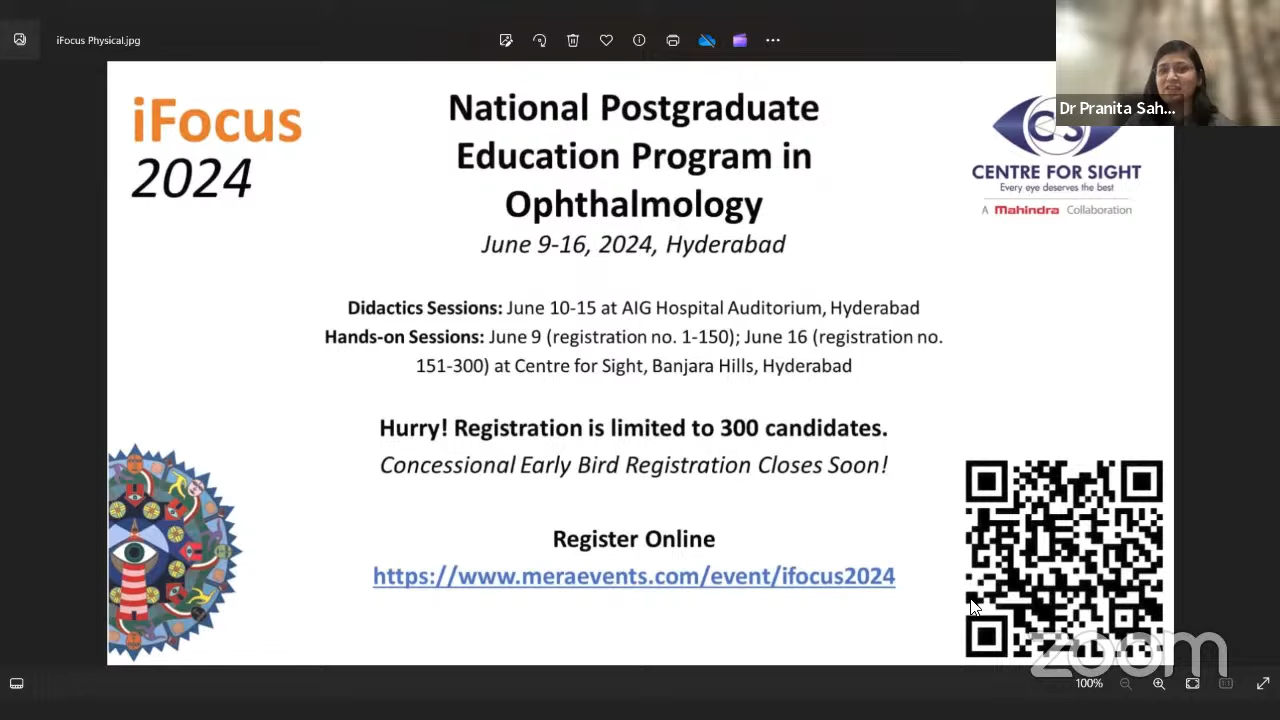 iFocus Physical.jpg
Dr Pranita Sah...
iFocus
2024
National Postgraduate
Education Program in
Ophthalmology
June 9-16, 2024, Hyderabad
CS
CENTRE FOR SIGHT
Every eye deserves the best
A Mahindra Collaboration
Didactics Sessions: June 10-15 at AIG Hospital Auditorium, Hyderabad
Hands-on Sessions: June 9 (registration no. 1-150); June 16 (registration no.
151-300) at Centre for Sight, Banjara Hills, Hyderabad
Hurry! Registration is limited to 300 candidates.
Concessional Early Bird Registration Closes Soon!
Register Online
https://www.meraevents.com/event/ifocus2024
zoom
100%